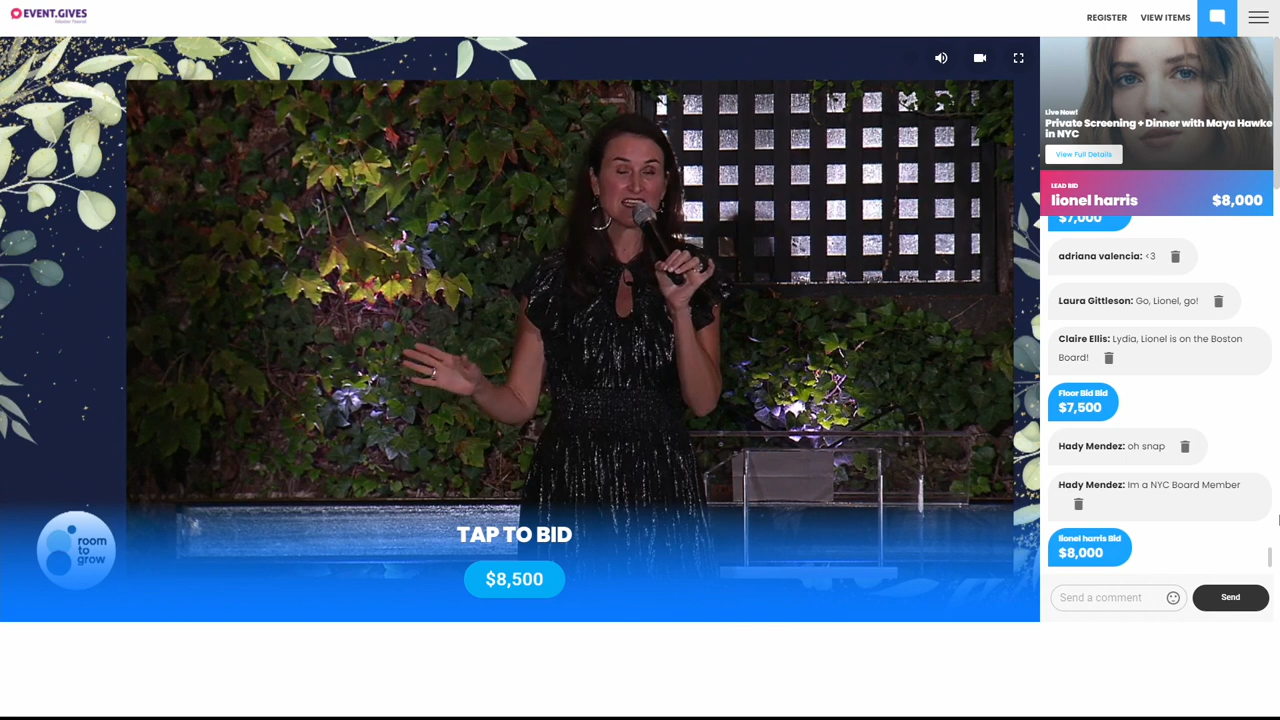 EVENT.GIVES
REGISTER
VIEW ITEMS
Live Now!
Private Screening + Dinner with Maya Hawke
in NYC
View Full Details
LEAD BID
lionel harris $8,000
$7,000
adriana valencia: <3
Laura Gittleson: Go, Lionel, go!
Claire Ellis: Lydia, Lionel is on the Boston
Board!
Floor Bid Bid
$7,500
Hady Mendez: oh snap
Hady Mendez: Im a NYC Board Member
lionel harris Bid
$8,000
room
to
grow
TAP TO BID
$8,500
Send a comment
Send